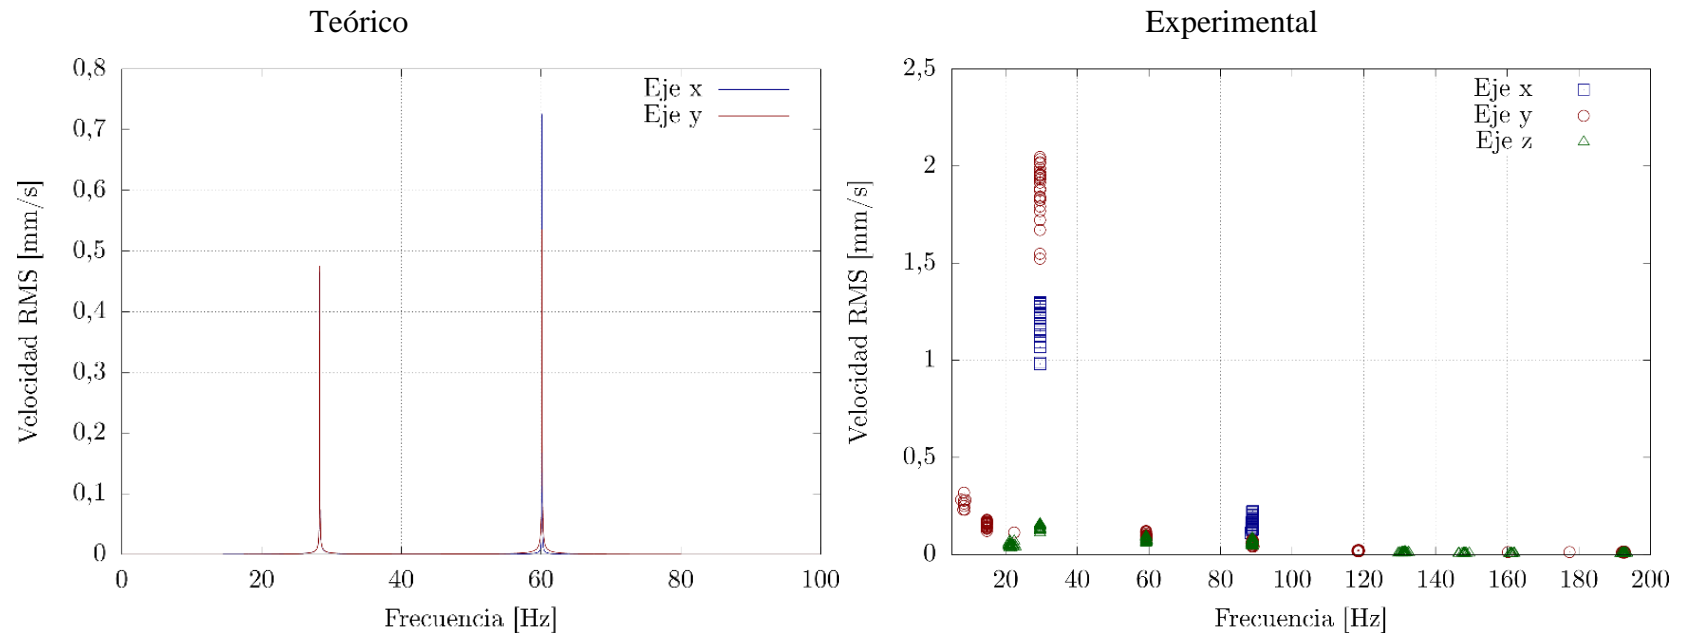 Teórico
0,8
0,7
0,6
0,5
0,4
0,3
0,2
0,1
0
0
20
40
60
80
100
Velocidad RMS [mm/s]
Frecuencia [Hz]
Eje x
Eje y
Experimental
2,5
2
1,5
1
0,5
0
20
40
60
80
100
120
140
160
180
200
Velocidad RMS [mm/s]
Frecuencia [Hz]
Eje x
Eje y
Eje z